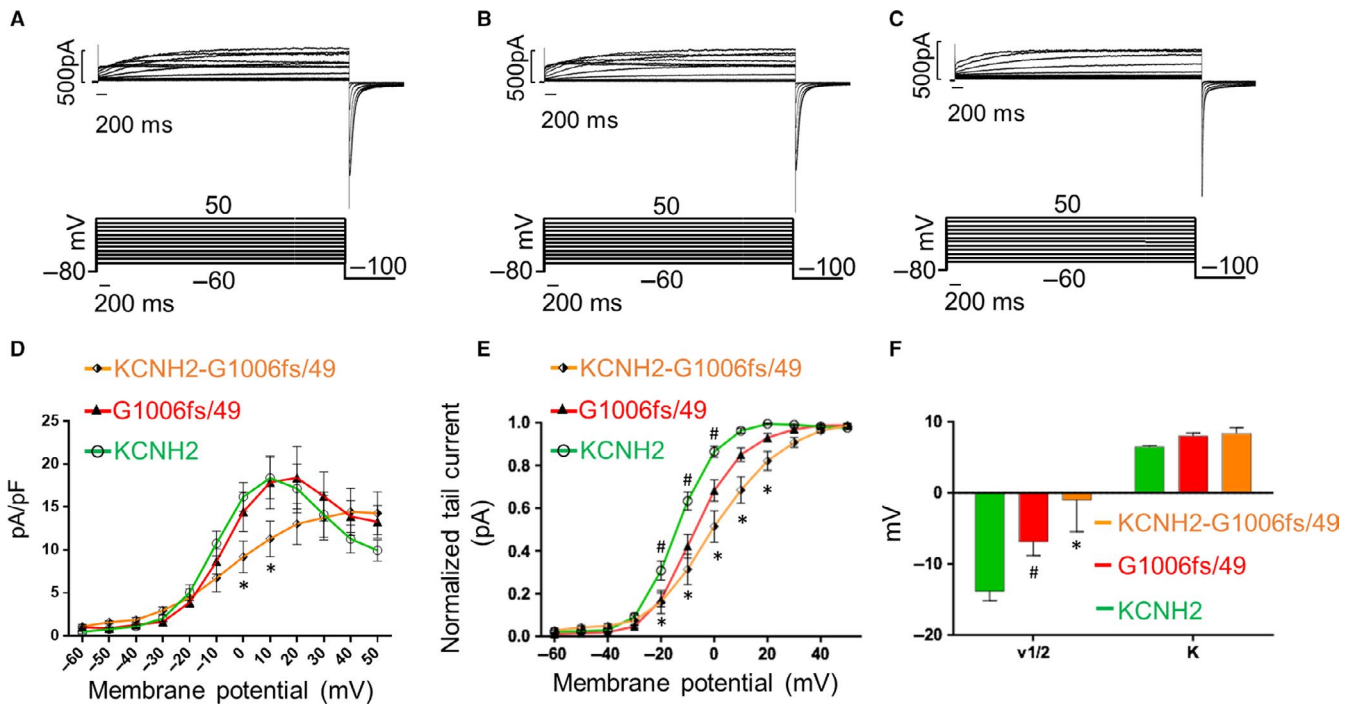 A
500pA
200 ms
50
mV
–80
–60
–100
200 ms
B
500pA
200 ms
50
mV
–80
–60
–100
200 ms
C
500pA
200 ms
50
mV
–80
–60
–100
200 ms
D
KCNH2-G1006fs/49
G1006fs/49
KCNH2
25
20
15
10
5
0
pA/pF
* *
–60 –50 –40 –30 –20 –10 0 10 20 30 40 50
Membrane potential (mV)
E
KCNH2-G1006fs/49
G1006fs/49
KCNH2
1.0
0.8
0.6
0.4
0.2
0.0
Normalized tail current
(pA)
# # #
* * * * *
–60 –40 –20 0 20 40
Membrane potential (mV)
F
10
0
–10
–20
mV
# *
KCNH2-G1006fs/49
G1006fs/49
KCNH2
v1/2 K